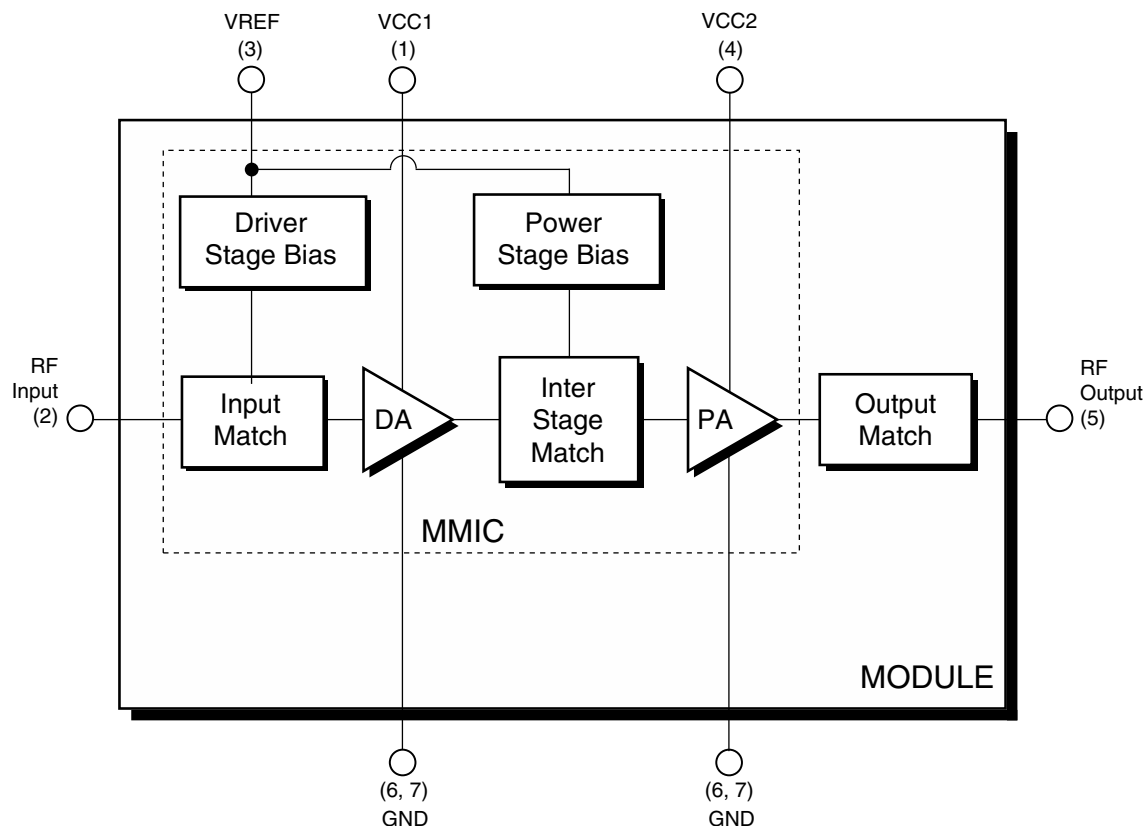 VREF
(3)
VCC1
(1)
VCC2
(4)
Driver
Stage Bias
Power
Stage Bias
RF
Input
(2)
Input
Match
DA
Inter
Stage
Match
PA
Output
Match
RF
Output
(5)
MMIC
MODULE
(6, 7)
GND
(6, 7)
GND